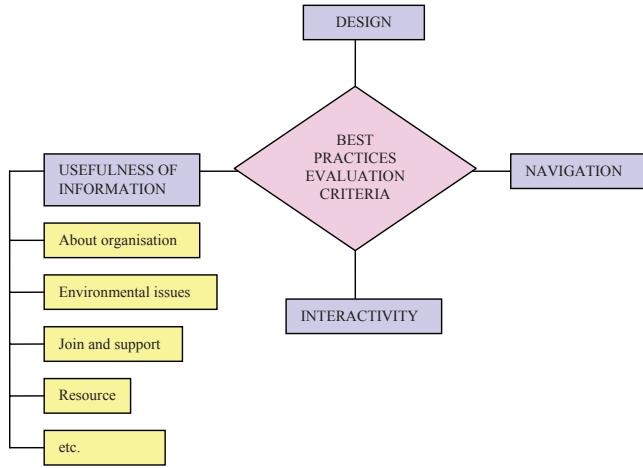 DESIGN
BEST
PRACTICES
EVALUATION
CRITERIA
USEFULNESS OF
INFORMATION
NAVIGATION
About organisation
Environmental issues
INTERACTIVITY
Join and support
Resource
etc.